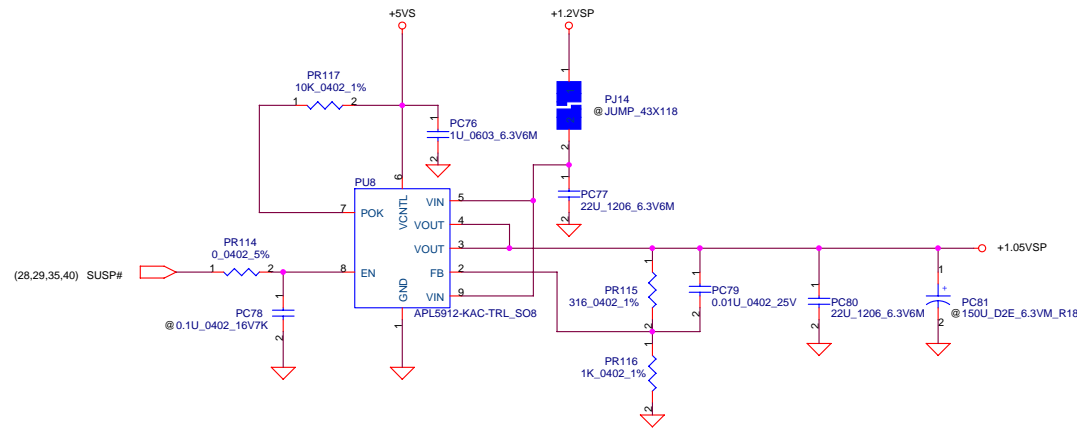 +5VS
+1.2VSP
PR117
10K_0402_1%
1
2
1
PC76
1U_0603_6.3V6M
2
1
1
2
PJ14
@JUMP_43X118
2
1
PC77
22U_1206_6.3V6M
2
PU8
6
7
POK
VCNTL
VIN
5
VOUT
4
VOUT
3
+1.05VSP
PR114
0_0402_5%
(28,29,35,40) SUSP#
1
2
8
EN
FB
2
GND
VIN
9
1
APL5912-KAC-TRL_SO8
1
PC78
@0.1U_0402_16V7K
2
1
PR115
316_0402_1%
2
1
PC79
0.01U_0402_25V
2
1
PC80
22U_1206_6.3V6M
2
1
+
PC81
@150U_D2E_6.3VM_R18
2
1
PR116
1K_0402_1%
2